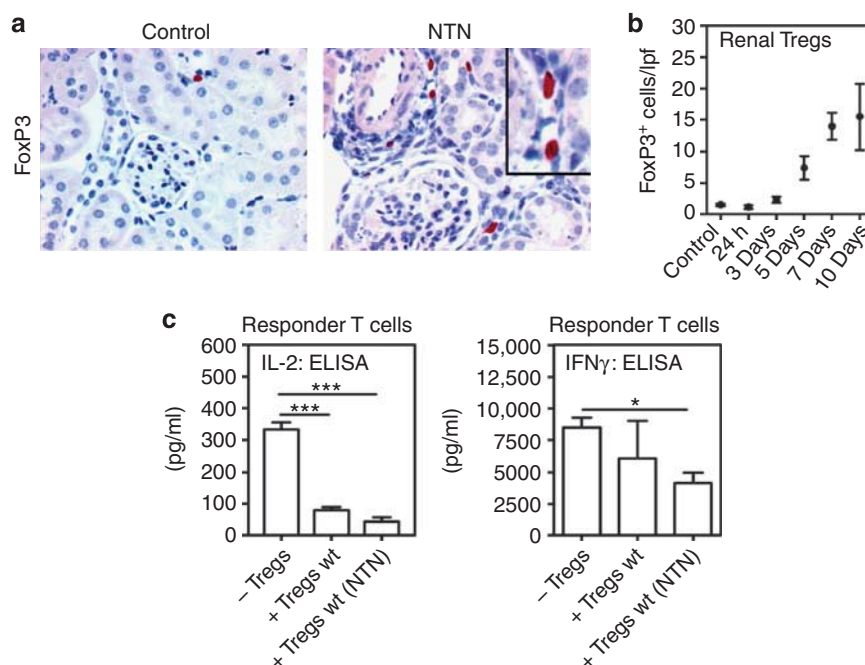 a
Control
NTN
FoxP3
b
Renal Tregs
FoxP3⁺ cells/lpf
30
25
20
15
10
5
0
Control
24 h
3 Days
5 Days
7 Days
10 Days
c
Responder T cells
IL-2: ELISA
(pg/ml)
600
500
400
300
200
100
0
***
***
– Tregs
+ Tregs wt
+ Tregs wt (NTN)
Responder T cells
IFNγ: ELISA
(pg/ml)
15,000
12,500
10,000
7500
5000
2500
0
*
– Tregs
+ Tregs wt
+ Tregs wt (NTN)